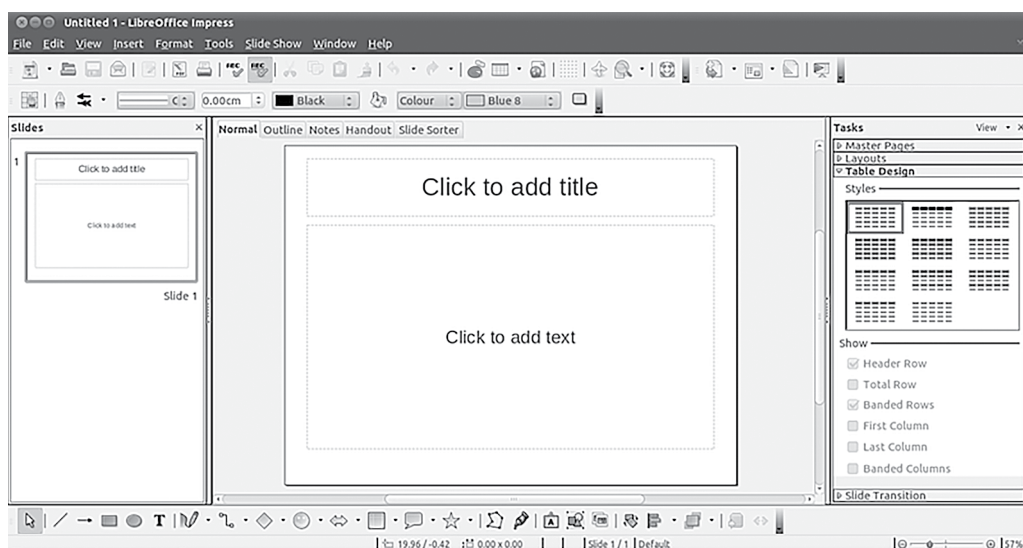 Untitled 1 - LibreOffice Impress
File Edit View Insert Format Tools Slide Show Window Help
0.00cm Black Colour Blue 8
Slides
1
Click to add title
Click to add text
Slide 1
Normal Outline Notes Handout Slide Sorter
Click to add title
Click to add text
Tasks View
Master Pages
Layouts
Table Design
Styles
Show
Header Row
Total Row
Banded Rows
First Column
Last Column
Banded Columns
Slide Transition
19.96 / -0.42 0.00 x 0.00 Slide 1 / 1 Default 57%